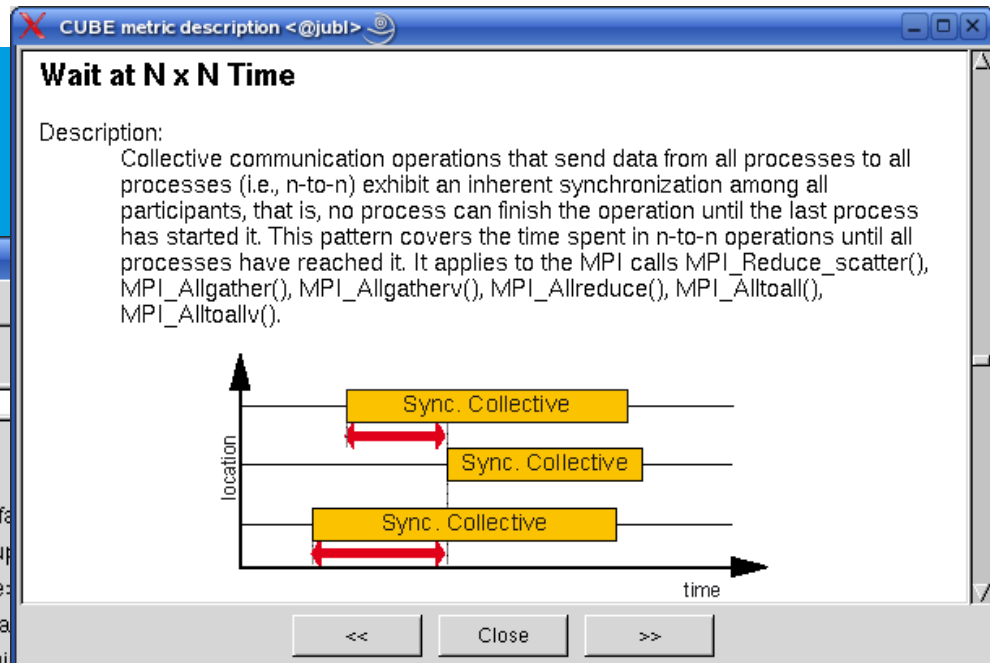 CUBE metric description <@jubl>
Wait at N x N Time
Description:
Collective communication operations that send data from all processes to all
processes (i.e., n-to-n) exhibit an inherent synchronization among all
participants, that is, no process can finish the operation until the last process
has started it. This pattern covers the time spent in n-to-n operations until all
processes have reached it. It applies to the MPI calls MPI_Reduce_scatter(),
MPI_Allgather(), MPI_Allgatherv(), MPI_Allreduce(), MPI_Alltoall(),
MPI_Alltoallv().
Sync. Collective
Sync. Collective
location
Sync. Collective
time
<< Close >>